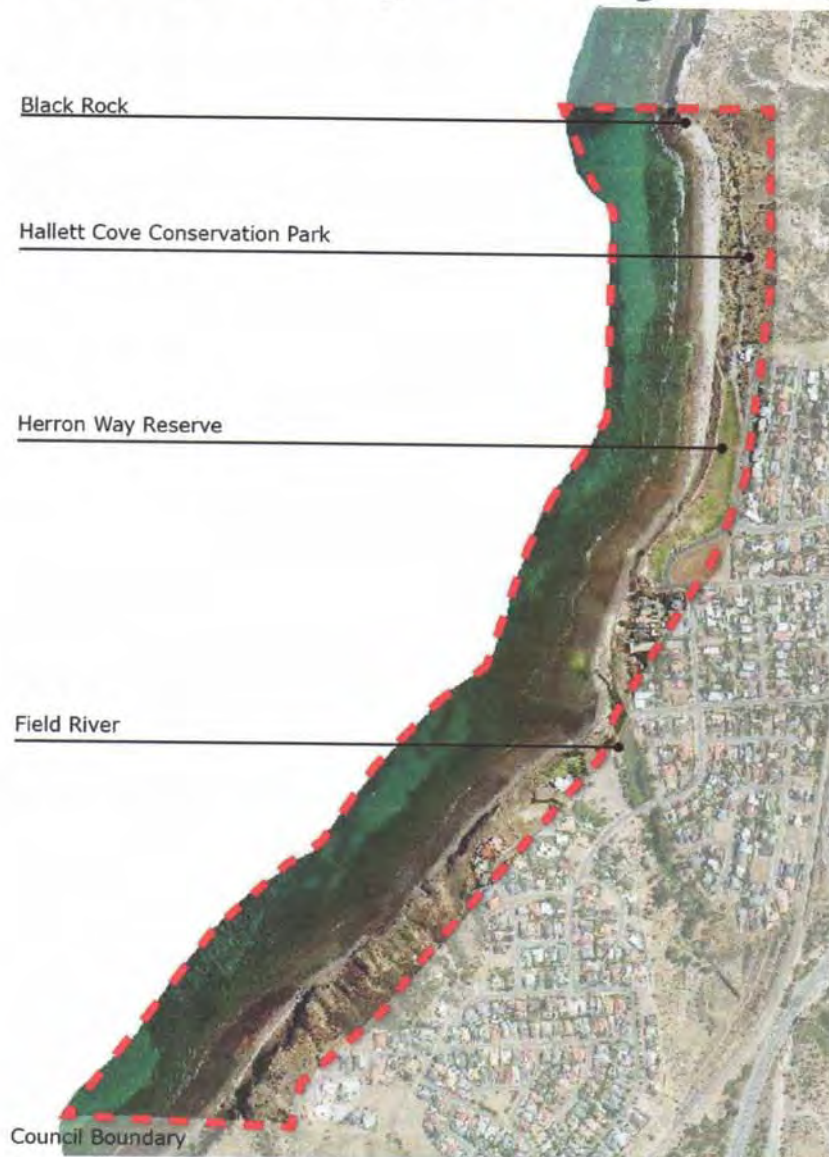 Black Rock
Hallett Cove Conservation Park
Herron Way Reserve
Field River
Council Boundary